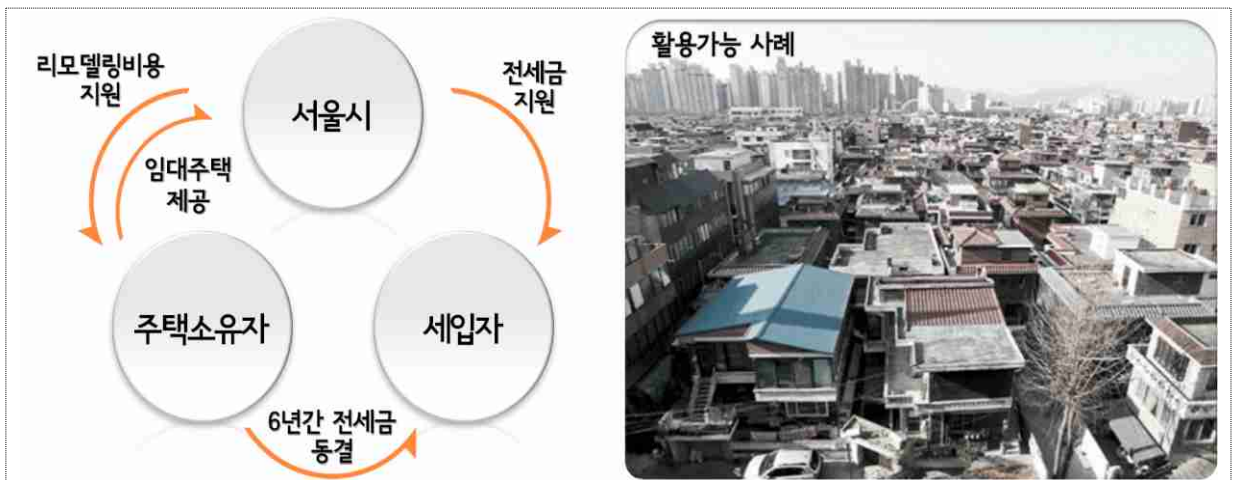 리모델링비용
지원
서울시
전세금
지원
임대주택
제공
주택소유자
세입자
6년간 전세금
동결
활용가능 사례